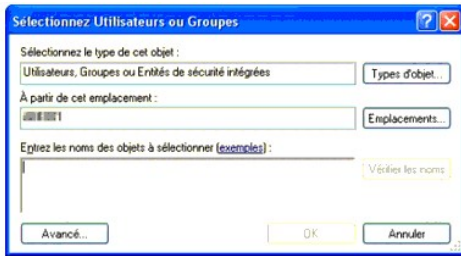 Sélectionnez Utilisateurs ou Groupes
Sélectionnez le type de cet objet :
Utilisateurs, Groupes ou Entités de sécurité intégrées
Types d'objet...
À partir de cet emplacement :
Emplacements...
Entrez les noms des objets à sélectionner (exemples) :
Vérifier les noms
Avancé...
OK
Annuler